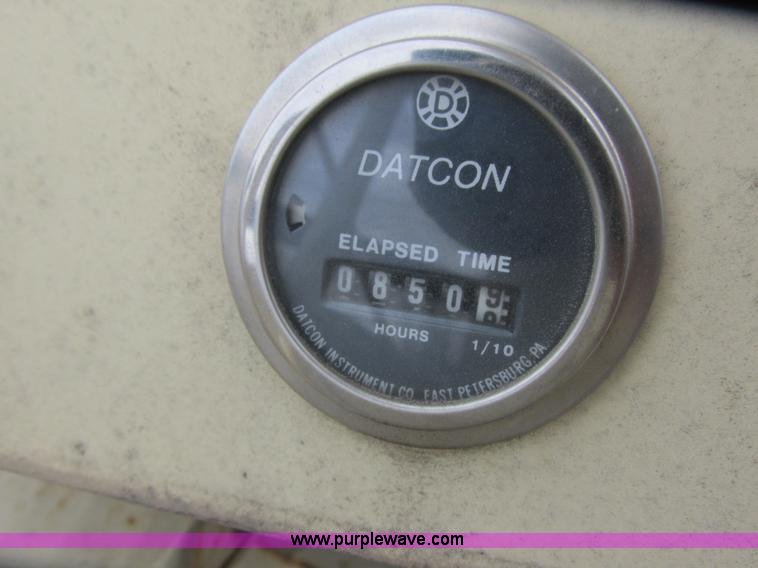 D
DATCON
ELAPSED TIME
0850
HOURS 1/10
DATCON INSTRUMENT CO. EAST PETERSBURG, PA.
www.purplewave.com